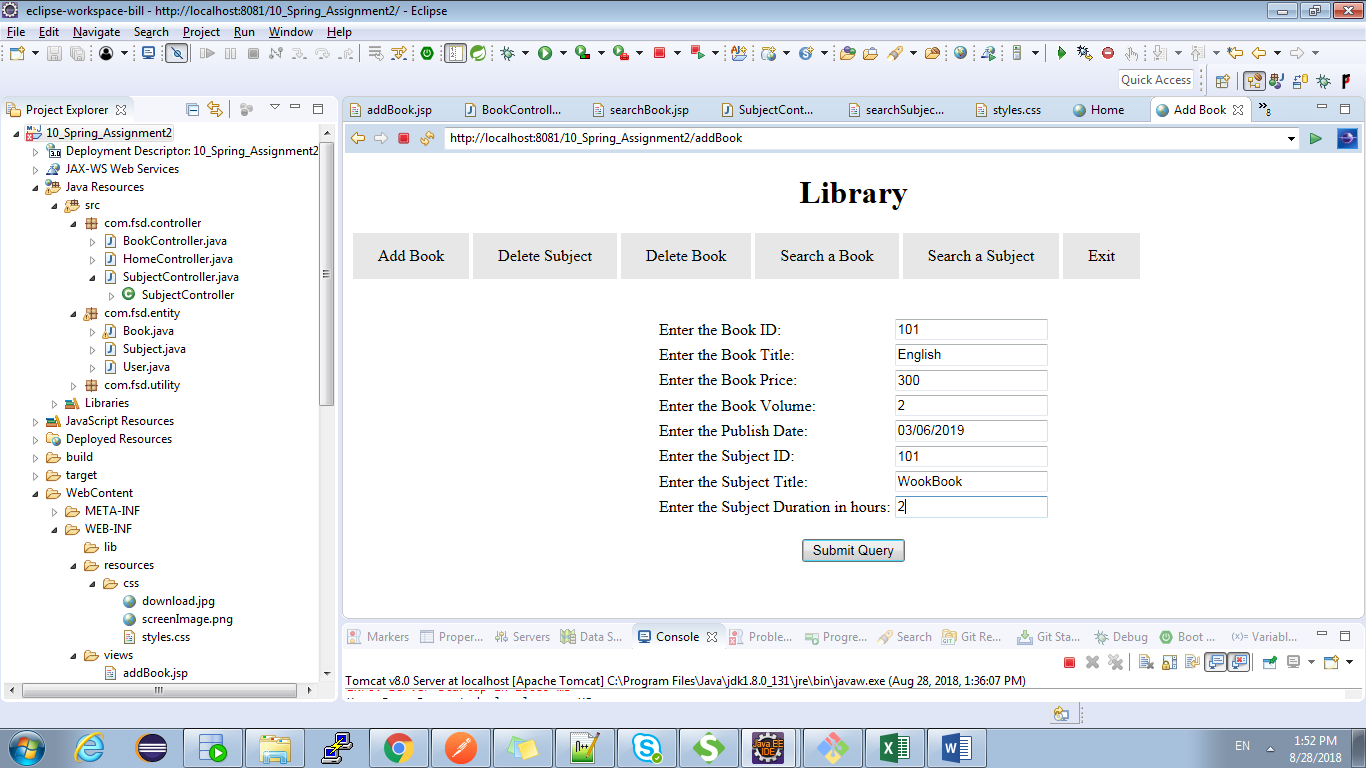 eclipse-workspace-bill - http://localhost:8081/10_Spring_Assignment2/ - Eclipse
File Edit Navigate Search Project Run Window Help
Quick Access
Project Explorer
10_Spring_Assignment2
Deployment Descriptor: 10_Spring_Assignment2
JAX-WS Web Services
Java Resources
src
com.fsd.controller
BookController.java
HomeController.java
SubjectController.java
SubjectController
com.fsd.entity
Book.java
Subject.java
User.java
com.fsd.utility
Libraries
JavaScript Resources
Deployed Resources
build
target
WebContent
META-INF
WEB-INF
lib
resources
css
download.jpg
screenImage.png
styles.css
views
addBook.jsp
addBook.jsp BookControll... searchBook.jsp SubjectCont... searchSubjec... styles.css Home Add Book »8
http://localhost:8081/10_Spring_Assignment2/addBook
Library
Add Book Delete Subject Delete Book Search a Book Search a Subject Exit
Enter the Book ID: 101
Enter the Book Title: English
Enter the Book Price: 300
Enter the Book Volume: 2
Enter the Publish Date: 03/06/2019
Enter the Subject ID: 101
Enter the Subject Title: WookBook
Enter the Subject Duration in hours: 2
Submit Query
Markers Proper... Servers Data S... Console Proble... Progre... Search Git Re... Git Sta... Debug Boot ... (x)= Variabl...
Tomcat v8.0 Server at localhost [Apache Tomcat] C:\Program Files\Java\jdk1.8.0_131\jre\bin\javaw.exe (Aug 28, 2018, 1:36:07 PM)
Java EE IDE
EN 1:52 PM
8/28/2018